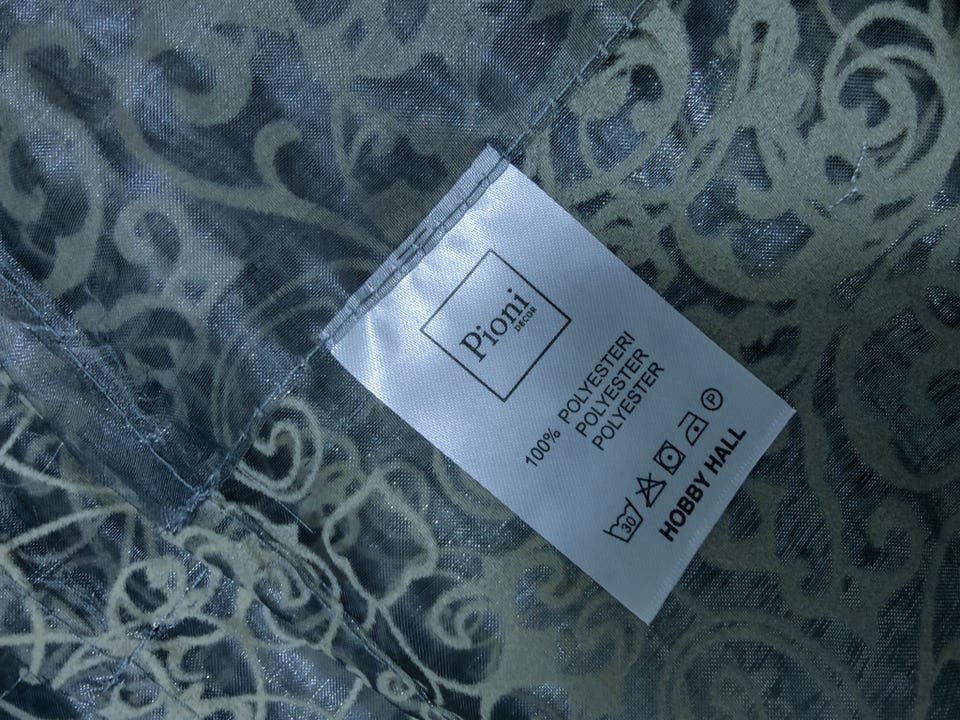 Pioni
DECOR
100% POLYESTERI
POLYESTER
POLYESTER
30 P
HOBBY HALL